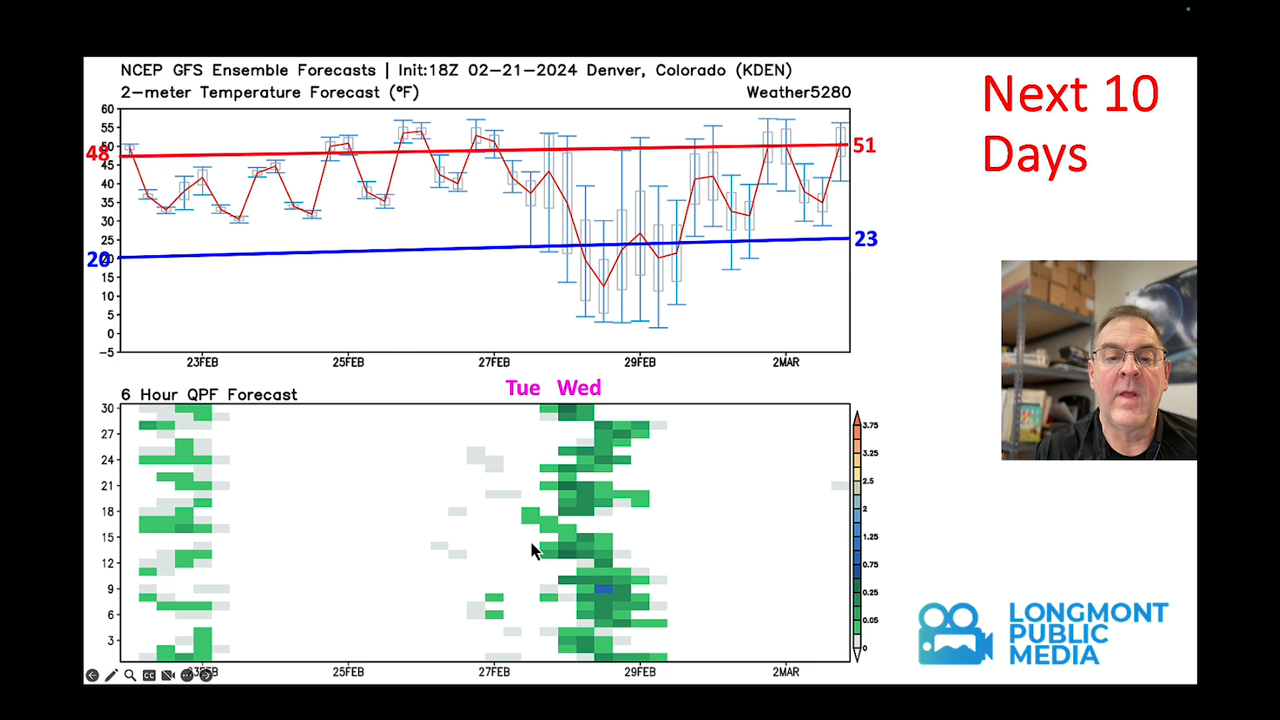 NCEP GFS Ensemble Forecasts | Init:18Z 02-21-2024 Denver, Colorado (KDEN)
2-meter Temperature Forecast (°F)
Weather5280
Next 10
Days
60
55
50
45
40
35
30
25
20
15
10
5
0
-5
48
51
20
23
23FEB
25FEB
27FEB
29FEB
2MAR
6 Hour QPF Forecast
Tue Wed
30
27
24
21
18
15
12
9
6
3
3.75
3.25
2.5
2
1.25
0.75
0.25
0.05
0
23FEB
25FEB
27FEB
29FEB
2MAR
CC
LONGMONT
PUBLIC
MEDIA